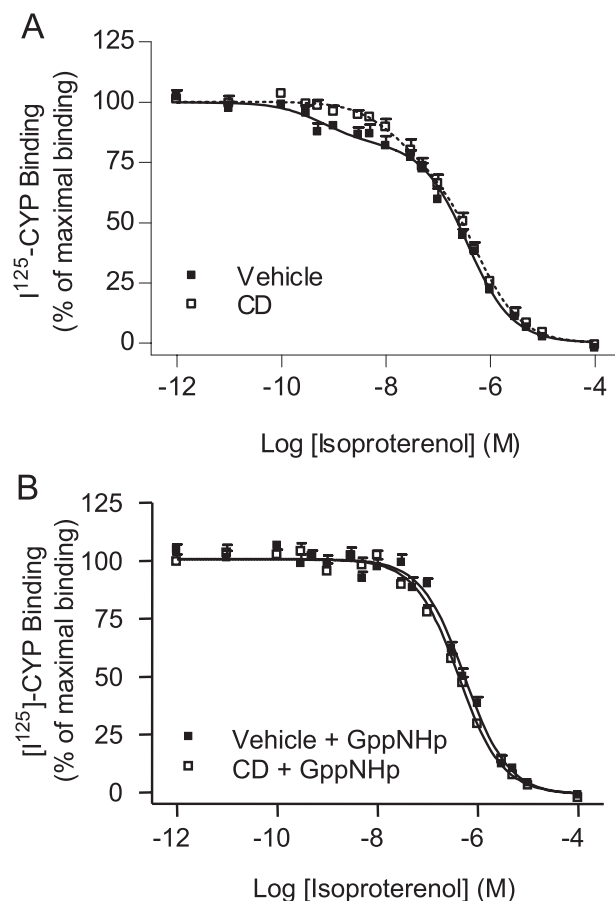 A
125
100
75
50
25
0
I¹²⁵-CYP Binding
(% of maximal binding)
Vehicle
CD
-12
-10
-8
-6
-4
Log [Isoproterenol] (M)
B
125
100
75
50
25
0
[I¹²⁵]-CYP Binding
(% of maximal binding)
Vehicle + GppNHp
CD + GppNHp
-12
-10
-8
-6
-4
Log [Isoproterenol] (M)